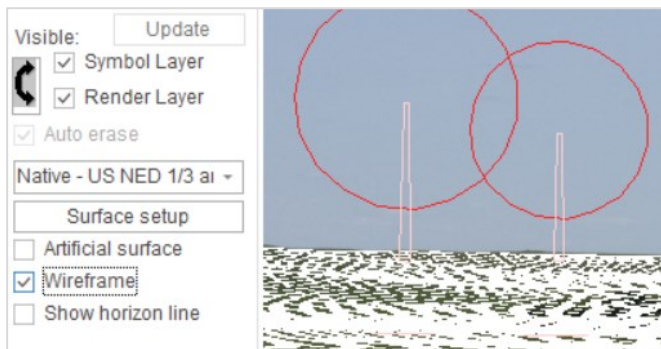 Visible:
Update
Symbol Layer
Render Layer
Auto erase
Native - US NED 1/3
Surface setup
Artificial surface
Wireframe
Show horizon line